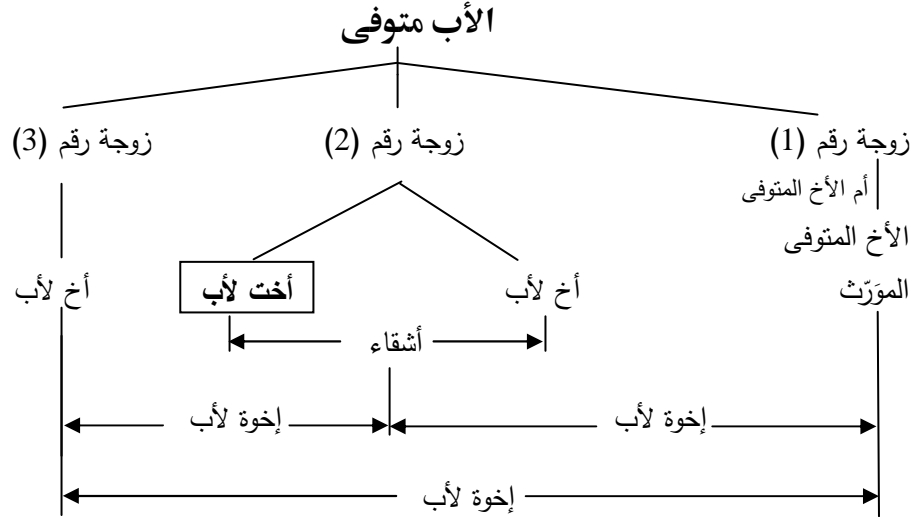 الأب متوفى
زوجة رقم (1) زوجة رقم (2) زوجة رقم (3)
أم الأخ المتوفى
الأخ المتوفى
المورّث أخ لأب أخت لأب أخ لأب
أشقاء
إخوة لأب إخوة لأب
إخوة لأب